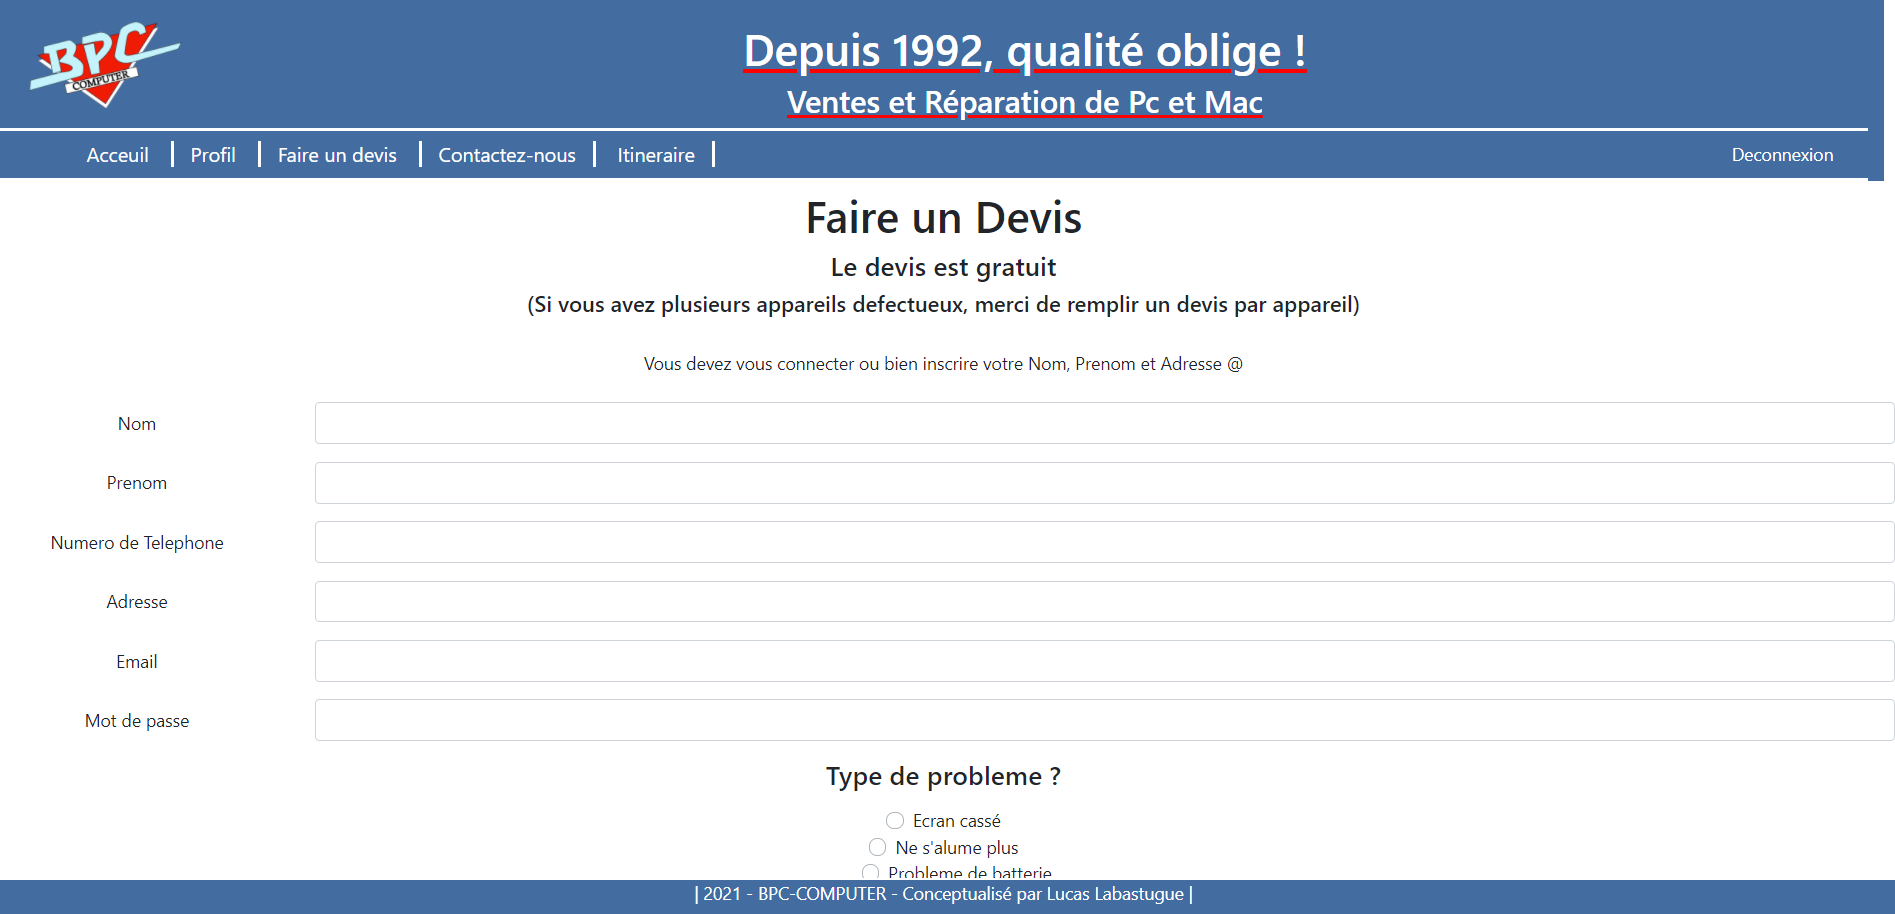 BPC
COMPUTER
Depuis 1992, qualité oblige !
Ventes et Réparation de Pc et Mac
Acceuil | Profil | Faire un devis | Contactez-nous | Itineraire | Deconnexion
Faire un Devis
Le devis est gratuit
(Si vous avez plusieurs appareils defectueux, merci de remplir un devis par appareil)
Vous devez vous connecter ou bien inscrire votre Nom, Prenom et Adresse @
Nom
Prenom
Numero de Telephone
Adresse
Email
Mot de passe
Type de probleme ?
Ecran cassé
Ne s'alume plus
Probleme de batterie
| 2021 - BPC-COMPUTER - Conceptualisé par Lucas Labastugue |